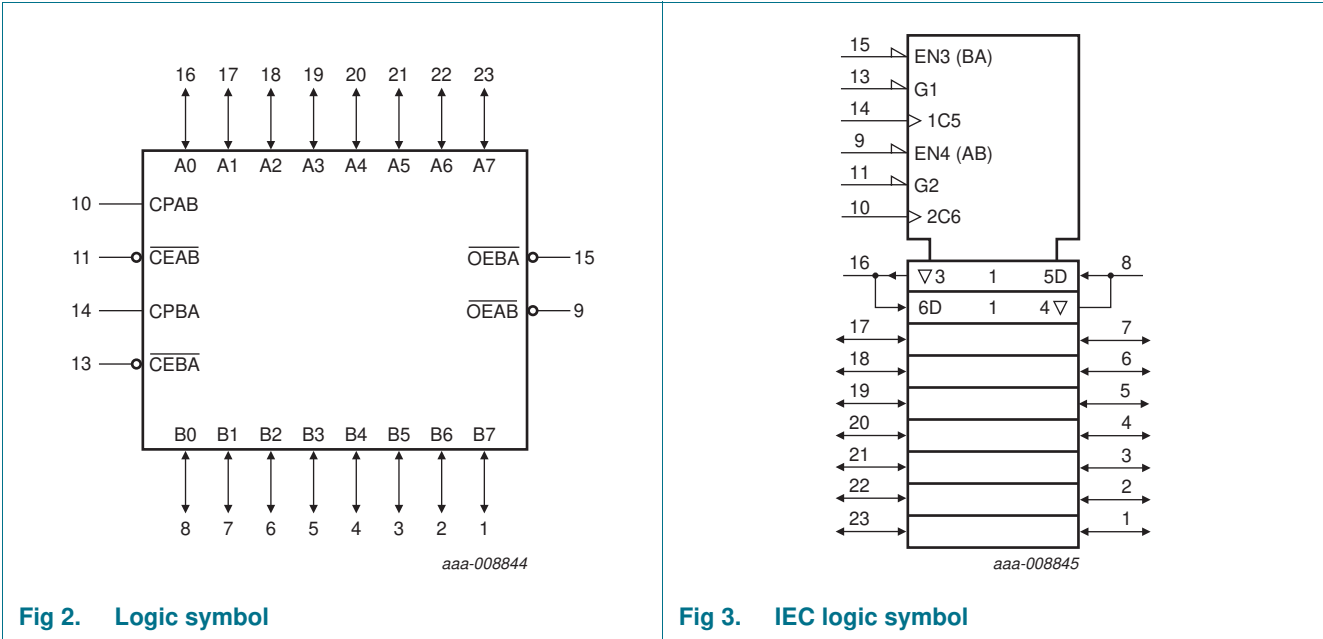 16 17 18 19 20 21 22 23
A0 A1 A2 A3 A4 A5 A6 A7
10 CPAB
11 CEAB OEBA 15
14 CPBA OEAB 9
13 CEBA
B0 B1 B2 B3 B4 B5 B6 B7
8 7 6 5 4 3 2 1
aaa-008844
Fig 2. Logic symbol
15 EN3 (BA)
13 G1
14 1C5
9 EN4 (AB)
11 G2
10 2C6
16 ▽3 1 5D 8
6D 1 4▽
17 7
18 6
19 5
20 4
21 3
22 2
23 1
aaa-008845
Fig 3. IEC logic symbol